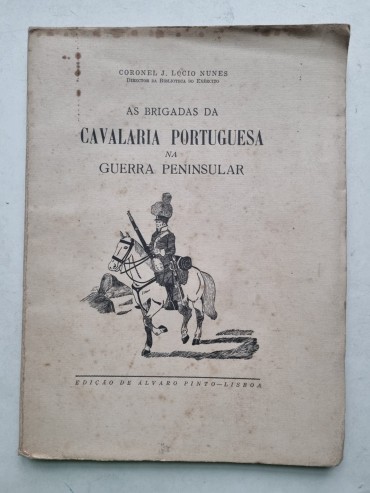 CORONEL J. LÚCIO NUNES
DIRECTOR DA BIBLIOTECA DO EXÉRCITO
AS BRIGADAS DA
CAVALARIA PORTUGUESA
NA
GUERRA PENINSULAR
EDIÇÃO DE ÁLVARO PINTO—LISBOA